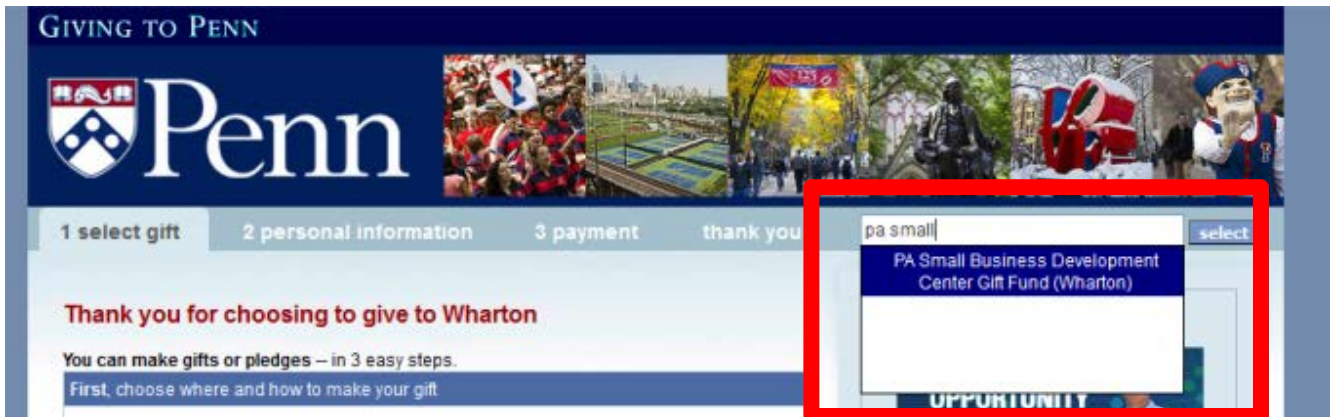 GIVING TO PENN
Penn
1 select gift 2 personal information 3 payment thank you pa small select
PA Small Business Development
Center Gift Fund (Wharton)
Thank you for choosing to give to Wharton
You can make gifts or pledges – in 3 easy steps.
First, choose where and how to make your gift
OPPORTUNITY